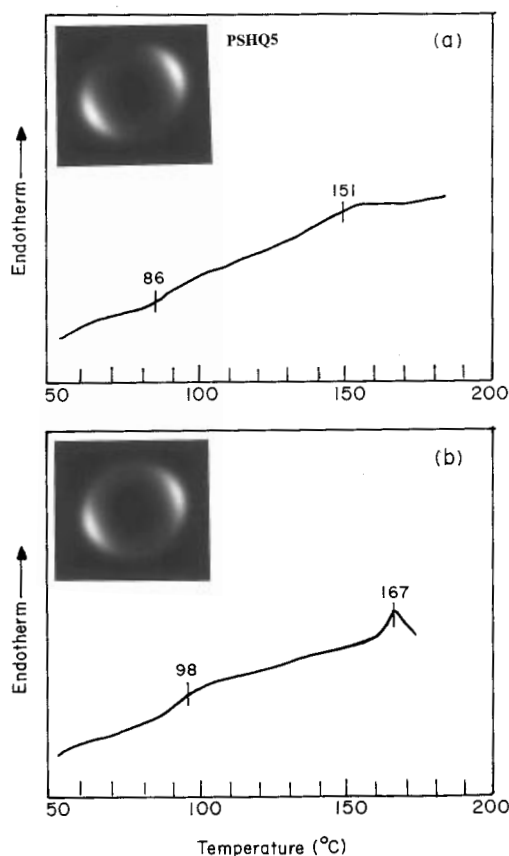 PSHQ5
(a)
151
86
Endotherm
50 100 150 200
(b)
167
98
Endotherm
50 100 150 200
Temperature (°C)